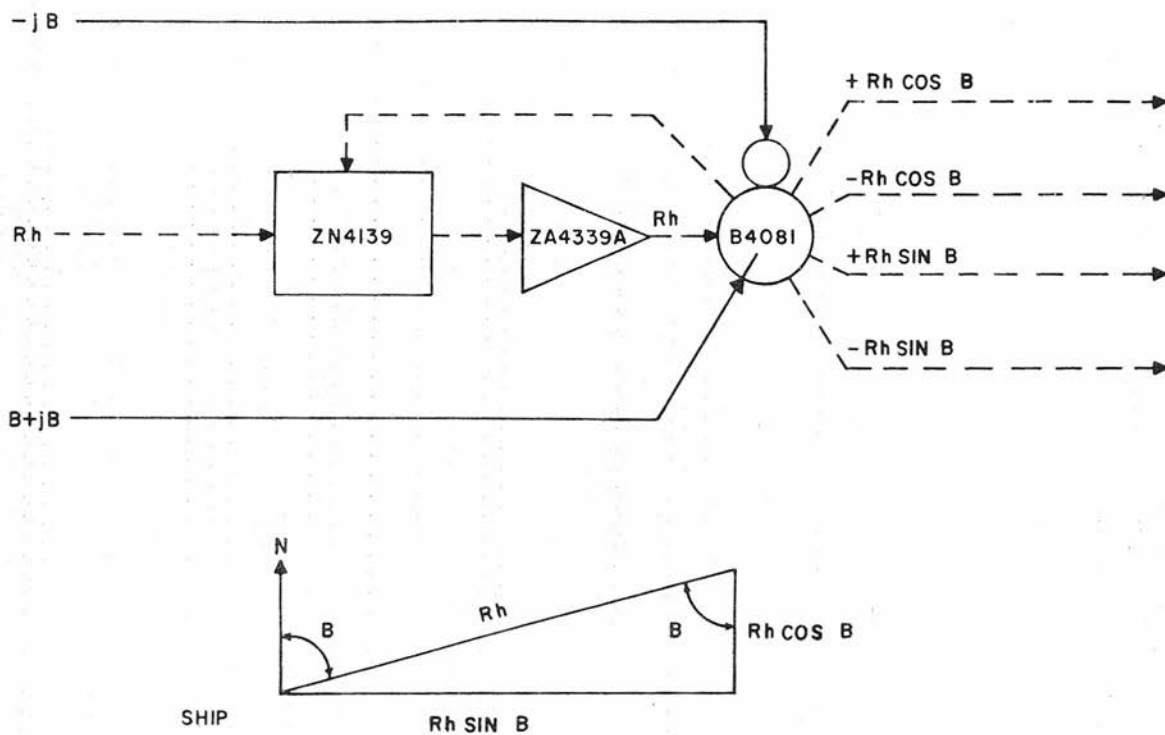 -jB
+Rh COS B
-Rh COS B
Rh
ZN4139
ZA4339A
Rh
B4081
+Rh SIN B
-Rh SIN B
B+jB
N
B
Rh
B
Rh COS B
SHIP
Rh SIN B